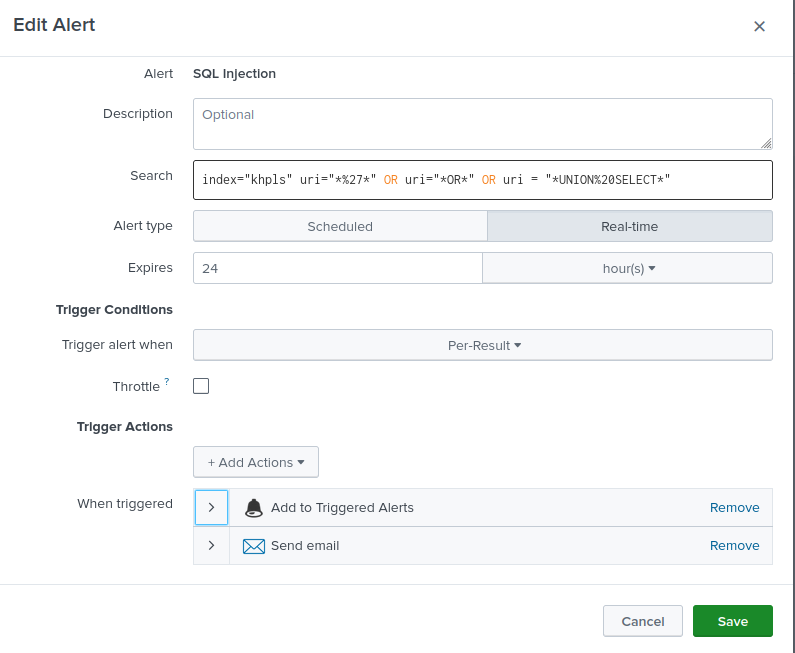 Edit Alert ×
Alert SQL Injection
Description Optional
Search index="khpls" uri="*%27*" OR uri="*OR*" OR uri = "*UNION%20SELECT*"
Alert type Scheduled Real-time
Expires 24 hour(s)
Trigger Conditions
Trigger alert when Per-Result
Throttle ?
Trigger Actions
+ Add Actions
When triggered > Add to Triggered Alerts Remove
> Send email Remove
Cancel Save